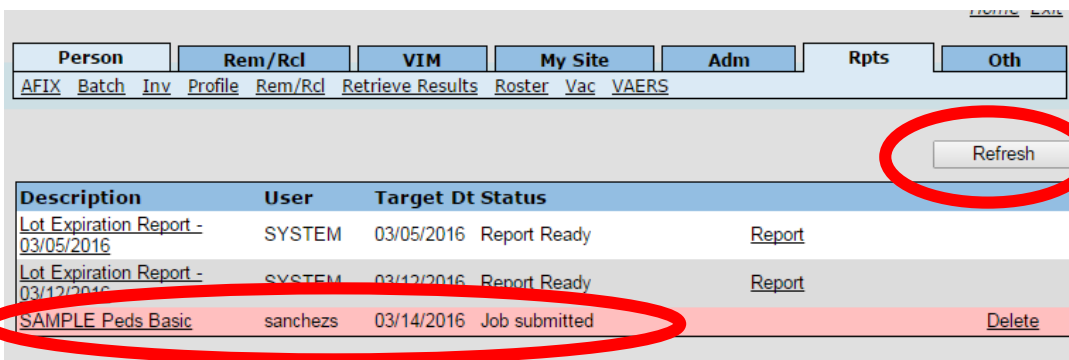 Home Exit
Person Rem/Rcl VIM My Site Adm Rpts Oth
AFIX Batch Inv Profile Rem/Rcl Retrieve Results Roster Vac VAERS
Refresh
Description User Target Dt Status
Lot Expiration Report - 03/05/2016 SYSTEM 03/05/2016 Report Ready Report
Lot Expiration Report - 03/12/2016 SYSTEM 03/12/2016 Report Ready Report
SAMPLE Peds Basic sanchezs 03/14/2016 Job submitted Delete